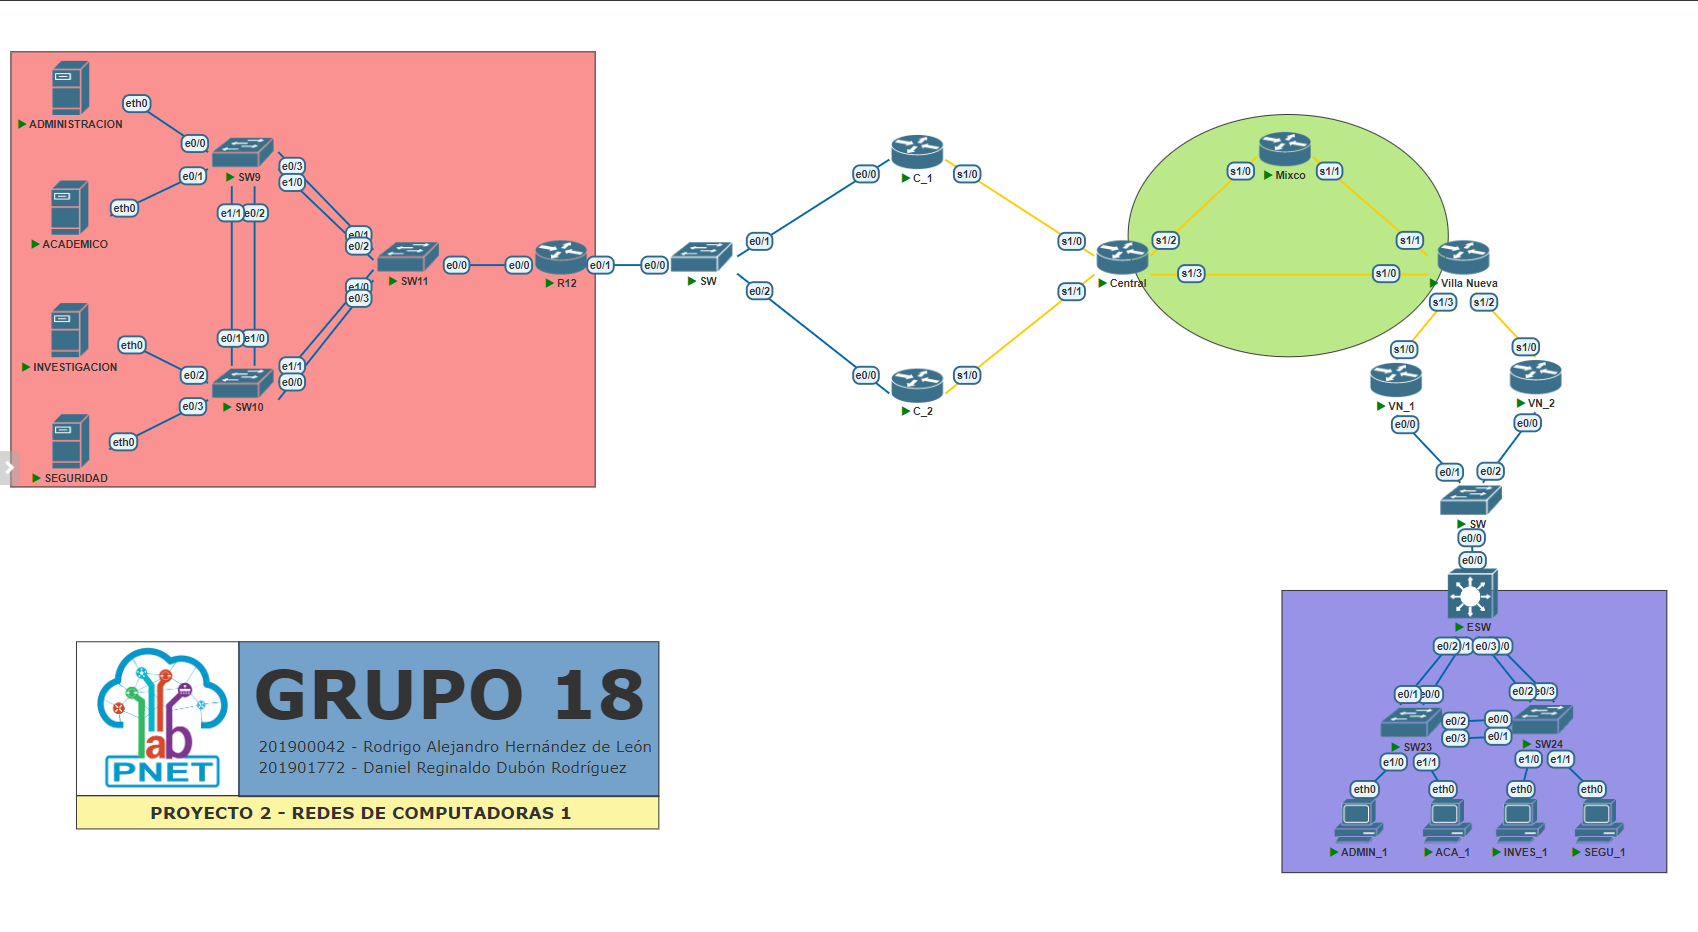 eth0
ADMINISTRACION
e0/0
SW9
e0/3
e1/0
e0/1
eth0
ACADEMICO
e1/1
e0/2
e0/1
e0/2
SW11
e0/0
e0/0
R12
e0/1
e0/0
SW
e1/0
e0/3
eth0
INVESTIGACION
e0/1
e1/0
e0/2
e1/1
e0/0
SW10
e0/3
eth0
SEGURIDAD
e0/1
e0/2
e0/0
C_1
s1/0
e0/0
C_2
s1/0
s1/0
s1/1
Central
s1/2
s1/3
s1/0
Mixco
s1/1
s1/1
s1/0
Villa Nueva
s1/3
s1/2
s1/0
VN_1
e0/0
s1/0
VN_2
e0/0
e0/1
e0/2
SW
e0/0
e0/0
ESW
e0/2
/1
e0/3
/0
e0/1
e0/0
e0/2
e0/3
e0/2
e0/0
e0/3
e0/1
SW23
SW24
e1/0
e1/1
e1/0
e1/1
eth0
eth0
eth0
eth0
ADMIN_1
ACA_1
INVES_1
SEGU_1
lab
PNET
GRUPO 18
201900042 - Rodrigo Alejandro Hernández de León
201901772 - Daniel Reginaldo Dubón Rodríguez
PROYECTO 2 - REDES DE COMPUTADORAS 1